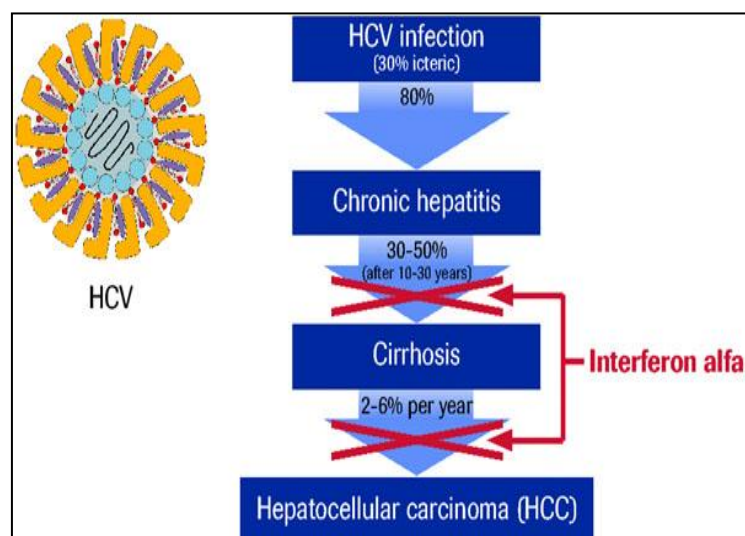 HCV infection
(30% icteric)
80%
Chronic hepatitis
30-50%
(after 10-30 years)
HCV
Cirrhosis
Interferon alfa
2-6% per year
Hepatocellular carcinoma (HCC)